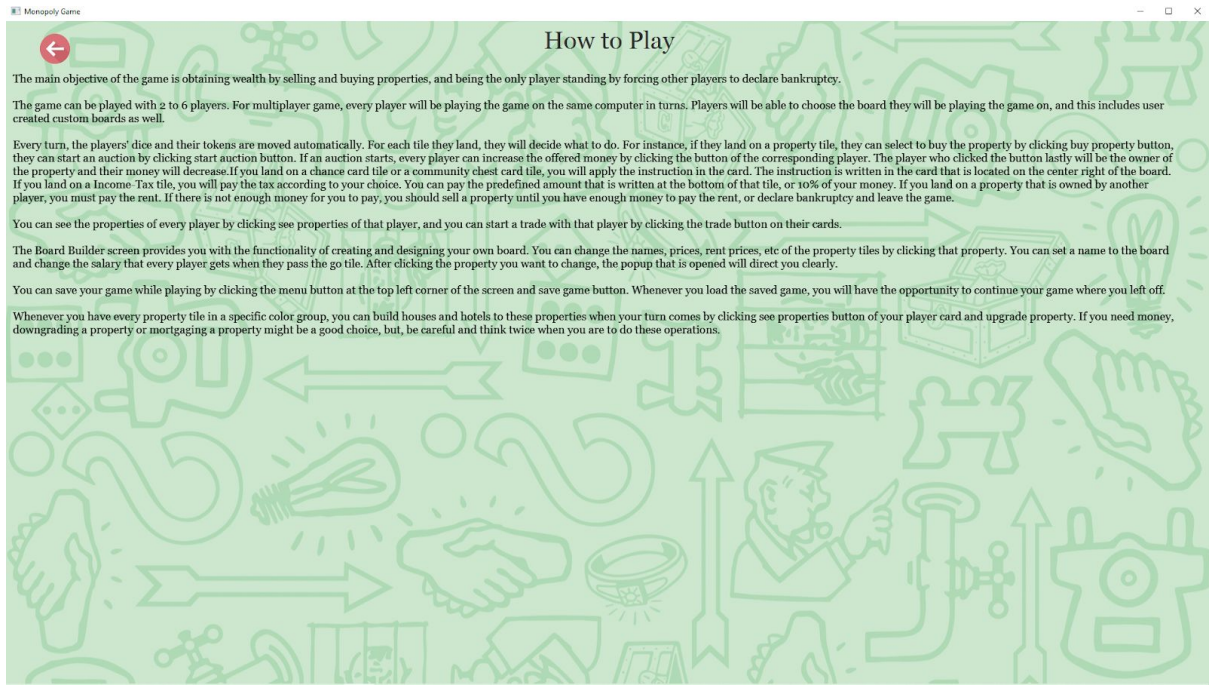 Monopoly Game
How to Play
The main objective of the game is obtaining wealth by selling and buying properties, and being the only player standing by forcing other players to declare bankruptcy.
The game can be played with 2 to 6 players. For multiplayer game, every player will be playing the game on the same computer in turns. Players will be able to choose the board they will be playing the game on, and this includes user
created custom boards as well.
Every turn, the players' dice and their tokens are moved automatically. For each tile they land, they will decide what to do. For instance, if they land on a property tile, they can select to buy the property by clicking buy property button,
they can start an auction by clicking start auction button. If an auction starts, every player can increase the offered money by clicking the button of the corresponding player. The player who clicked the button lastly will be the owner of
the property and their money will decrease.If you land on a chance card tile or a community chest card tile, you will apply the instruction in the card. The instruction is written in the card that is located on the center right of the board.
If you land on a Income-Tax tile, you will pay the tax according to your choice. You can pay the predefined amount that is written at the bottom of that tile, or 10% of your money. If you land on a property that is owned by another
player, you must pay the rent. If there is not enough money for you to pay, you should sell a property until you have enough money to pay the rent, or declare bankruptcy and leave the game.
You can see the properties of every player by clicking see properties of that player, and you can start a trade with that player by clicking the trade button on their cards.
The Board Builder screen provides you with the functionality of creating and designing your own board. You can change the names, prices, rent prices, etc of the property tiles by clicking that property. You can set a name to the board
and change the salary that every player gets when they pass the go tile. After clicking the property you want to change, the popup that is opened will direct you clearly.
You can save your game while playing by clicking the menu button at the top left corner of the screen and save game button. Whenever you load the saved game, you will have the opportunity to continue your game where you left off.
Whenever you have every property tile in a specific color group, you can build houses and hotels to these properties when your turn comes by clicking see properties button of your player card and upgrade property. If you need money,
downgrading a property or mortgaging a property might be a good choice, but, be careful and think twice when you are to do these operations.